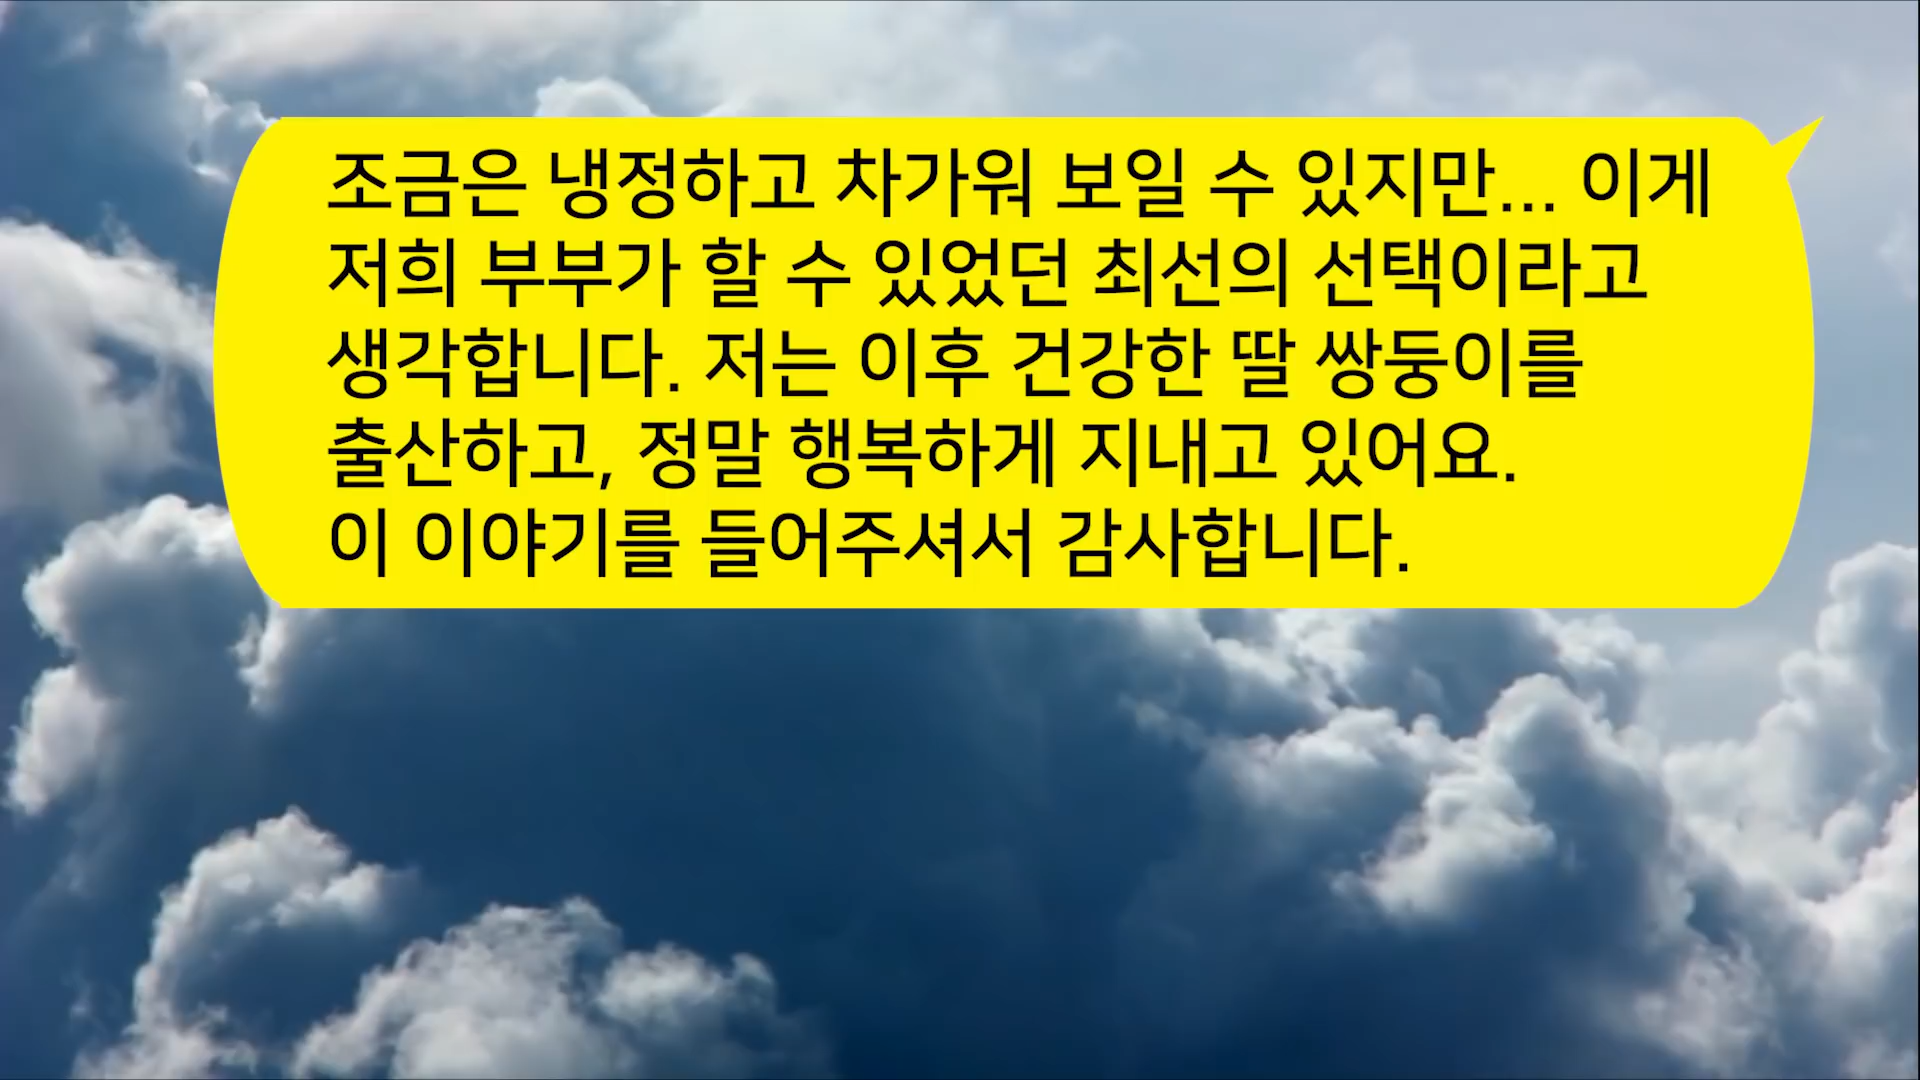 조금은 냉정하고 차가워 보일 수 있지만... 이게
저희 부부가 할 수 있었던 최선의 선택이라고
생각합니다. 저는 이후 건강한 딸 쌍둥이를
출산하고, 정말 행복하게 지내고 있어요.
이 이야기를 들어주셔서 감사합니다.